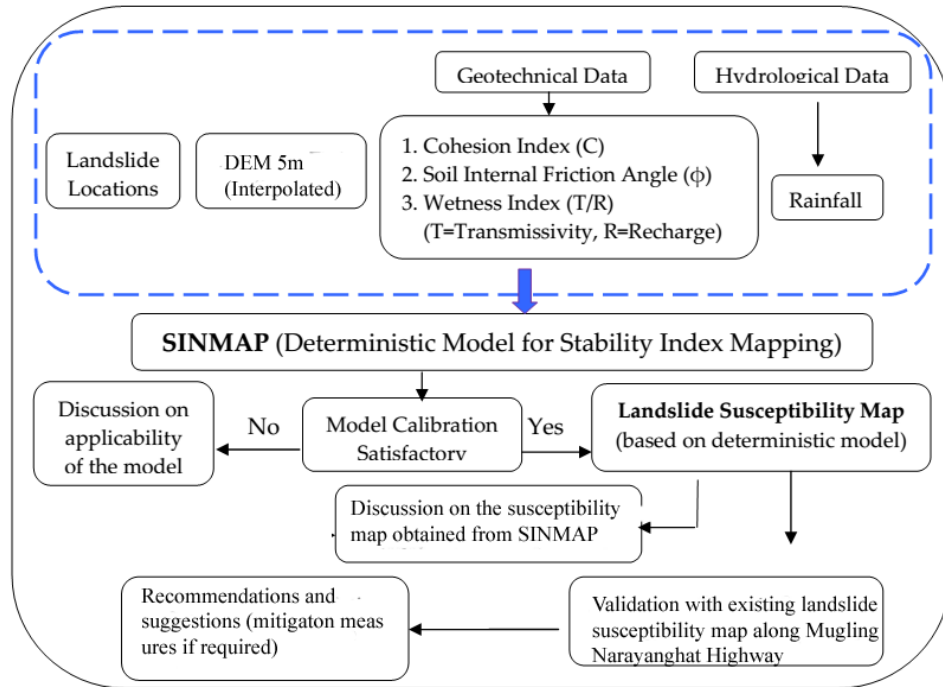 Geotechnical Data
Hydrological Data
Landslide
Locations
DEM 5m
(Interpolated)
1. Cohesion Index (C)
2. Soil Internal Friction Angle (ϕ)
3. Wetness Index (T/R)
(T=Transmissivity, R=Recharge)
Rainfall
SINMAP (Deterministic Model for Stability Index Mapping)
Discussion on
applicability
of the model
No
Model Calibration
Satisfactory
Yes
Landslide Susceptibility Map
(based on deterministic model)
Discussion on the susceptibility
map obtained from SINMAP
Recommendations and
suggestions (mitigaton meas
ures if required)
Validation with existing landslide
susceptibility map along Mugling
Narayanghat Highway